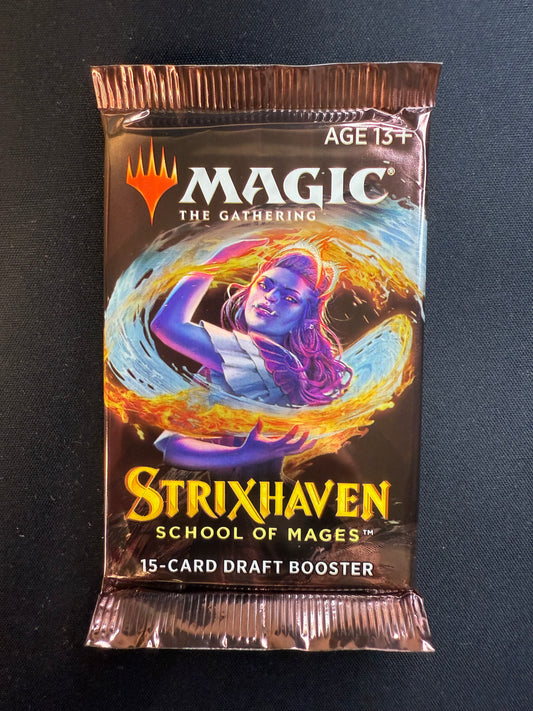 AGE 13+
MAGIC®
THE GATHERING
STRIXHAVEN
SCHOOL OF MAGES™
15-CARD DRAFT BOOSTER